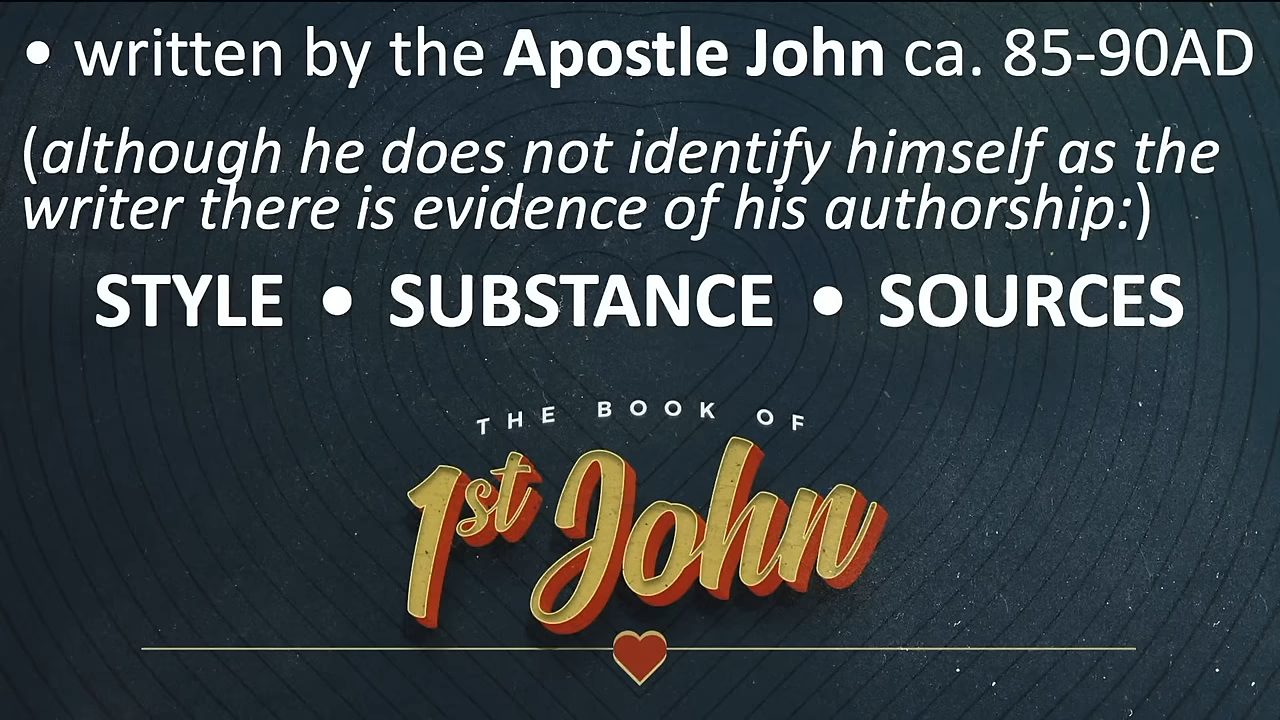 • written by the Apostle John ca. 85-90AD
(although he does not identify himself as the
writer there is evidence of his authorship:)
STYLE • SUBSTANCE • SOURCES
THE BOOK OF
1st John